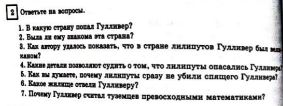 2 Ответьте на вопросы.
1. В какую страну попал Гулливер?
2. Была ли ему знакома эта страна?
3. Как автору удалось показать, что в стране лилипутов Гулливер был
каном?
4. Какие детали позволяют судить о том, что лилипуты опасались Гулливера
5. Как вы думаете, почему лилипуты сразу не убили спящего Гулливера?
6. Какое жилище отвели Гулливеру?
7. Почему Гулливер считал туземцев превосходными математиками?